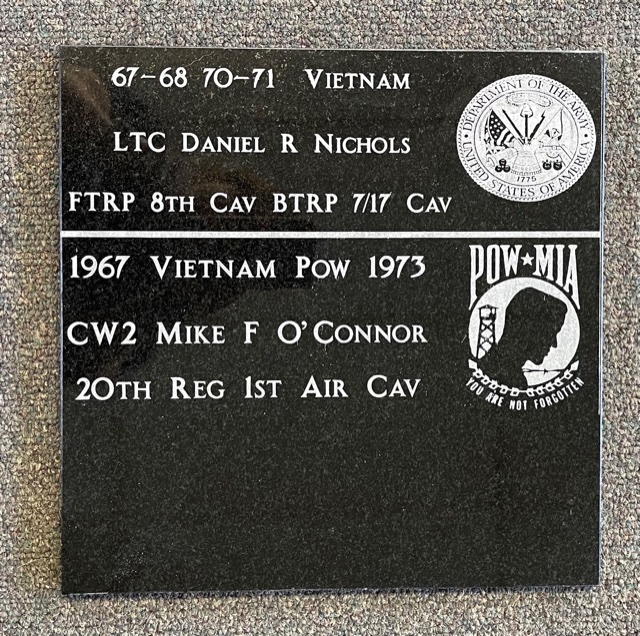 67-68 70-71 VIETNAM
LTC DANIEL R NICHOLS
FTRP 8TH CAV BTRP 7/17 CAV
DEPARTMENT OF THE ARMY
UNITED STATES OF AMERICA
1775
1967 VIETNAM POW 1973
CW2 MIKE F O'CONNOR
20TH REG 1ST AIR CAV
POW★MIA
YOU ARE NOT FORGOTTEN